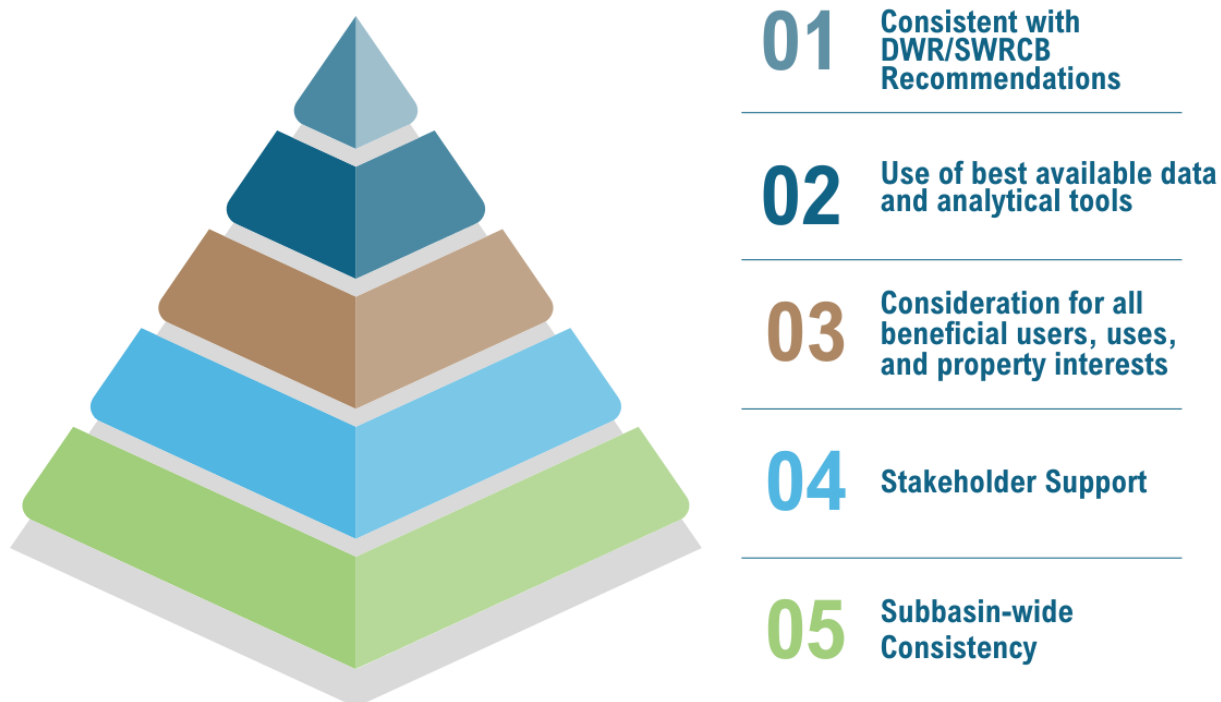 01
Consistent with
DWR/SWRCB
Recommendations
02
Use of best available data
and analytical tools
03
Consideration for all
beneficial users, uses,
and property interests
04
Stakeholder Support
05
Subbasin-wide
Consistency